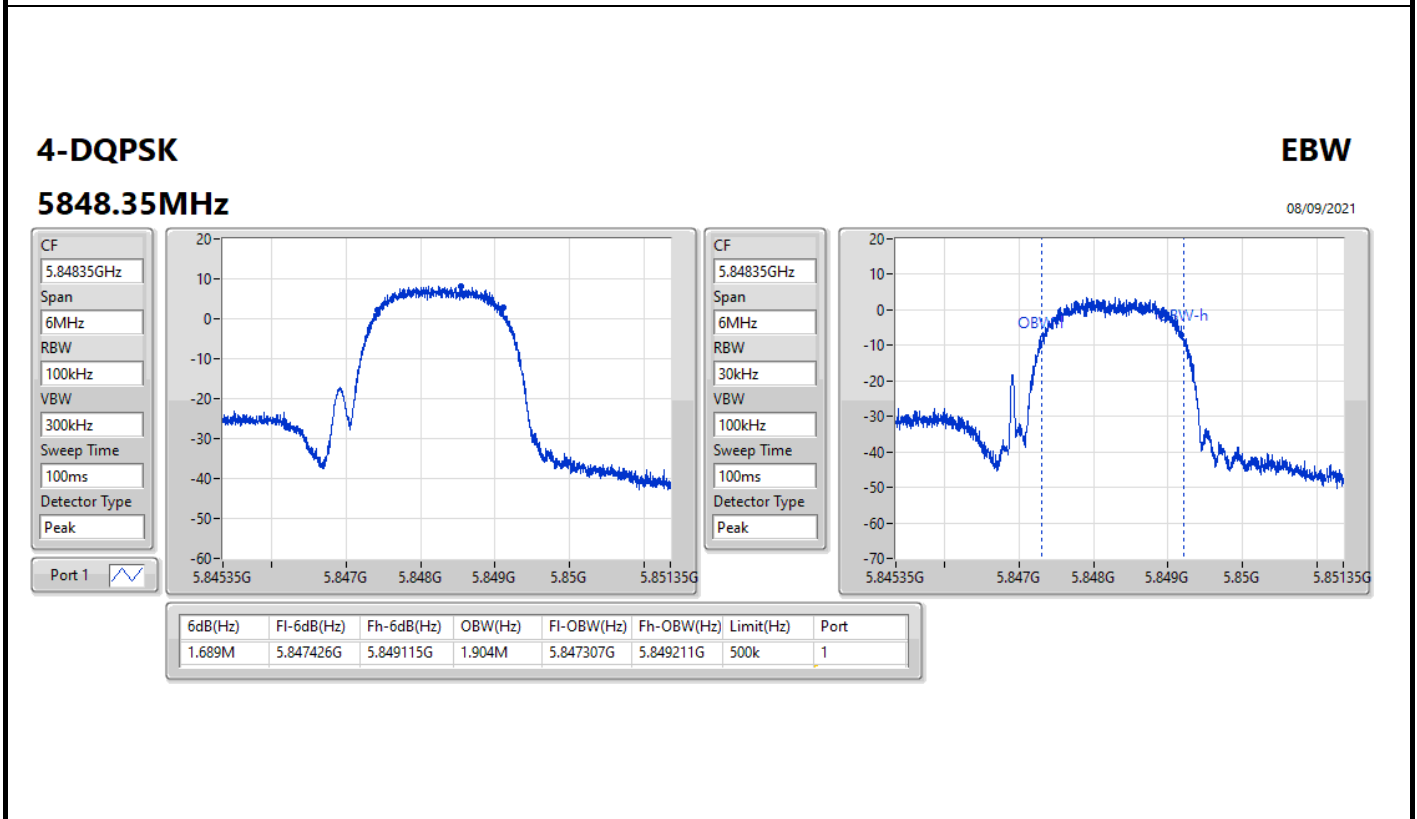 4-DQPSK
EBW
5848.35MHz
08/09/2021
CF
5.84835GHz
Span
6MHz
RBW
100kHz
VBW
300kHz
Sweep Time
100ms
Detector Type
Peak
Port 1
20
10
0
-10
-20
-30
-40
-50
-60
5.84535G 5.847G 5.848G 5.849G 5.85G 5.85135G
CF
5.84835GHz
Span
6MHz
RBW
30kHz
VBW
100kHz
Sweep Time
100ms
Detector Type
Peak
20
10
0
-10
-20
-30
-40
-50
-60
-70
5.84535G 5.847G 5.848G 5.849G 5.85G 5.85135G
6dB(Hz) Fl-6dB(Hz) Fh-6dB(Hz) OBW(Hz) Fl-OBW(Hz) Fh-OBW(Hz) Limit(Hz) Port
1.689M 5.847426G 5.849115G 1.904M 5.847307G 5.849211G 500k 1